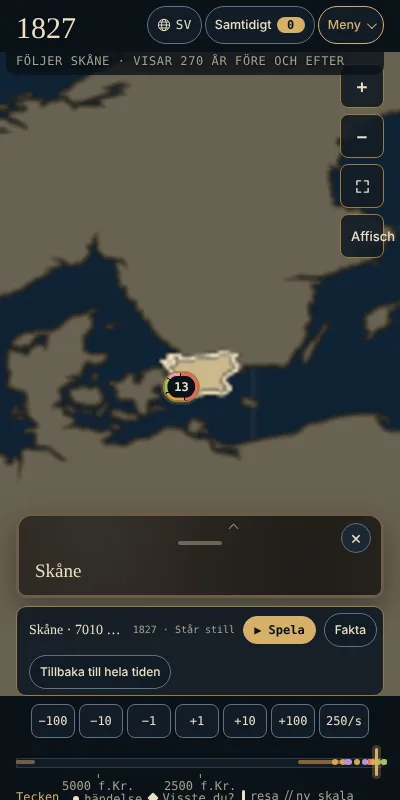 1827
SV
Samtidigt 0
Meny
FÖLJER SKÅNE · VISAR 270 ÅR FÖRE OCH EFTER
+
−
Affisch
13
×
Skåne
Skåne · 7010 … 1827 · Står still ▶ Spela Fakta
Tillbaka till hela tiden
−100 −10 −1 +1 +10 +100 250/s
5000 f.Kr. 2500 f.Kr.
Tecken händelse Visste du? resa // ny skala